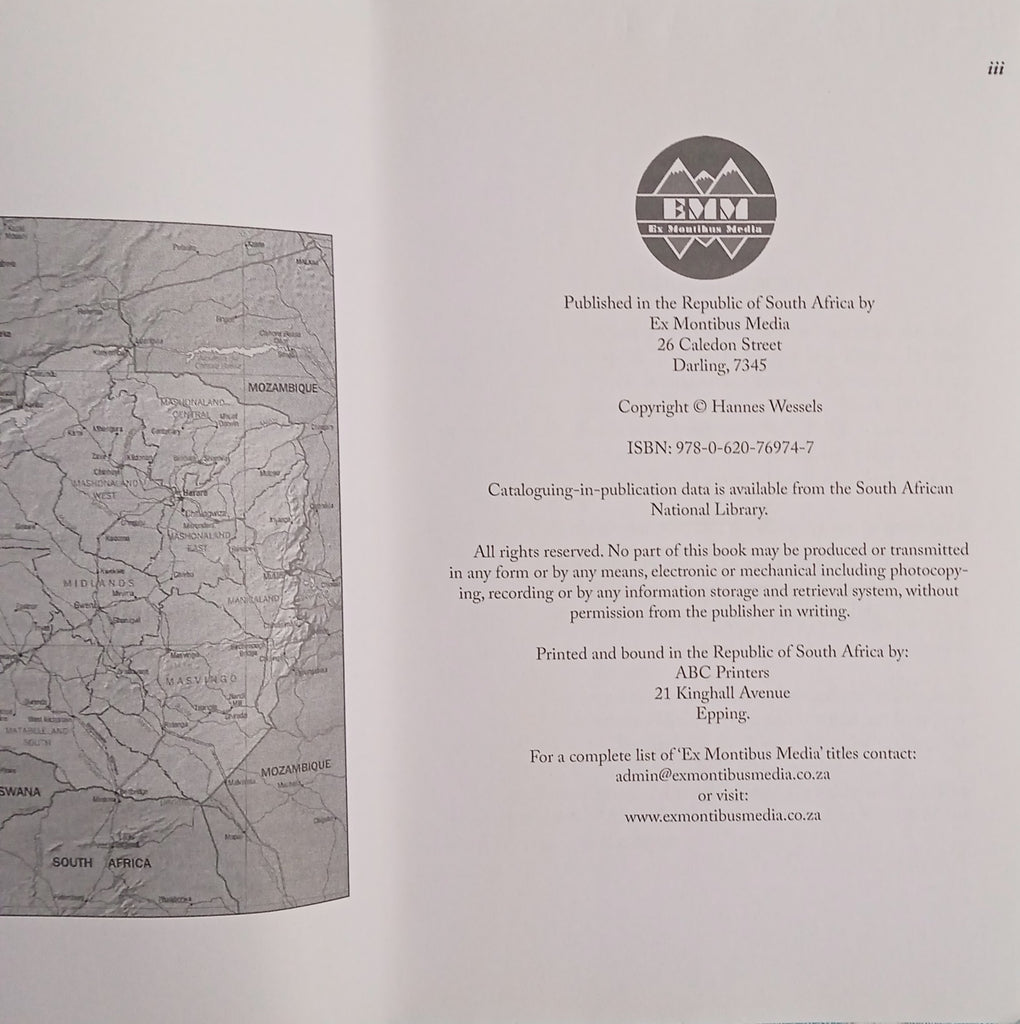 MOZAMBIQUE
MASHONALAND
CENTRAL
MASHONALAND
WEST
Harare
MASHONALAND
EAST
MIDLANDS
MANICALAND
Masvingo
MASVINGO
MATABELELAND
SOUTH
SWANA
MOZAMBIQUE
SOUTH AFRICA
iii
EMM
Ex Montibus Media
Published in the Republic of South Africa by
Ex Montibus Media
26 Caledon Street
Darling, 7345
Copyright © Hannes Wessels
ISBN: 978-0-620-76974-7
Cataloguing-in-publication data is available from the South African
National Library.
All rights reserved. No part of this book may be produced or transmitted
in any form or by any means, electronic or mechanical including photocopy-
ing, recording or by any information storage and retrieval system, without
permission from the publisher in writing.
Printed and bound in the Republic of South Africa by:
ABC Printers
21 Kinghall Avenue
Epping.
For a complete list of ‘Ex Montibus Media’ titles contact:
admin@exmontibusmedia.co.za
or visit:
www.exmontibusmedia.co.za